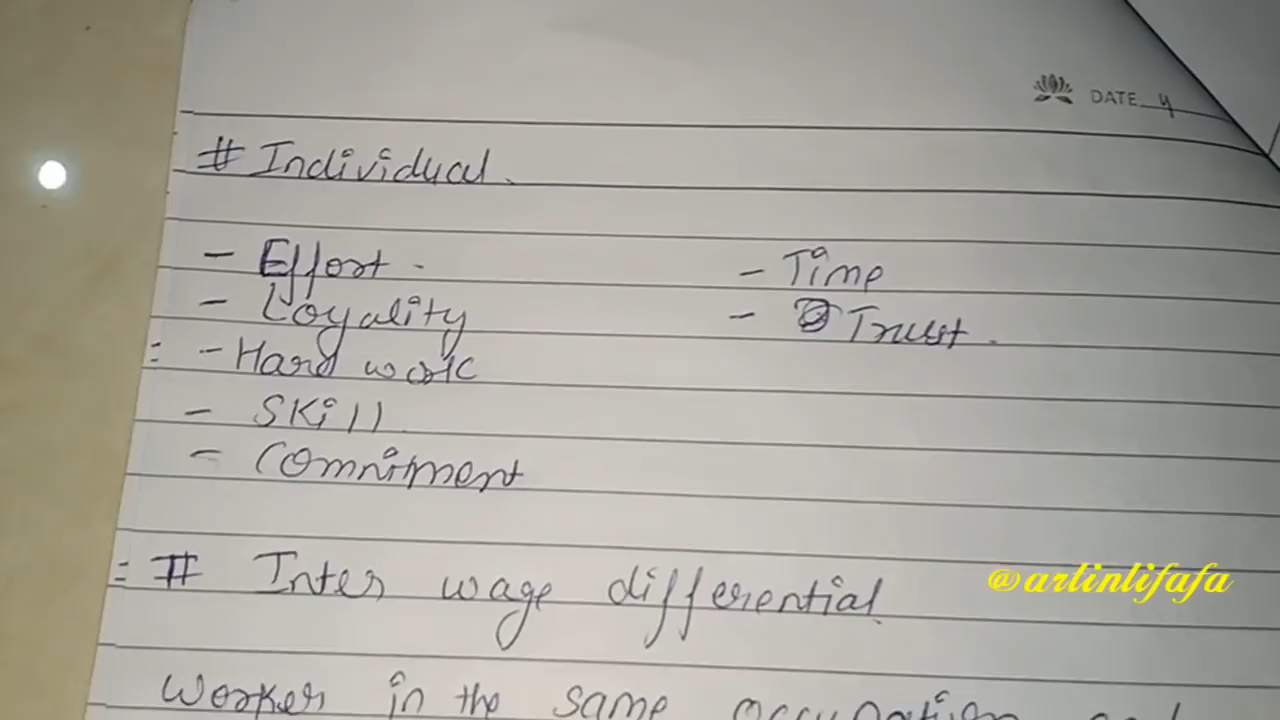 DATE 4
# Individual.
- Effort - - Time
- Loyality - Trust.
- Hard work
- Skill.
- Commitment
# Inter wage differential.
@artinlifafa
Worker in the same occupation